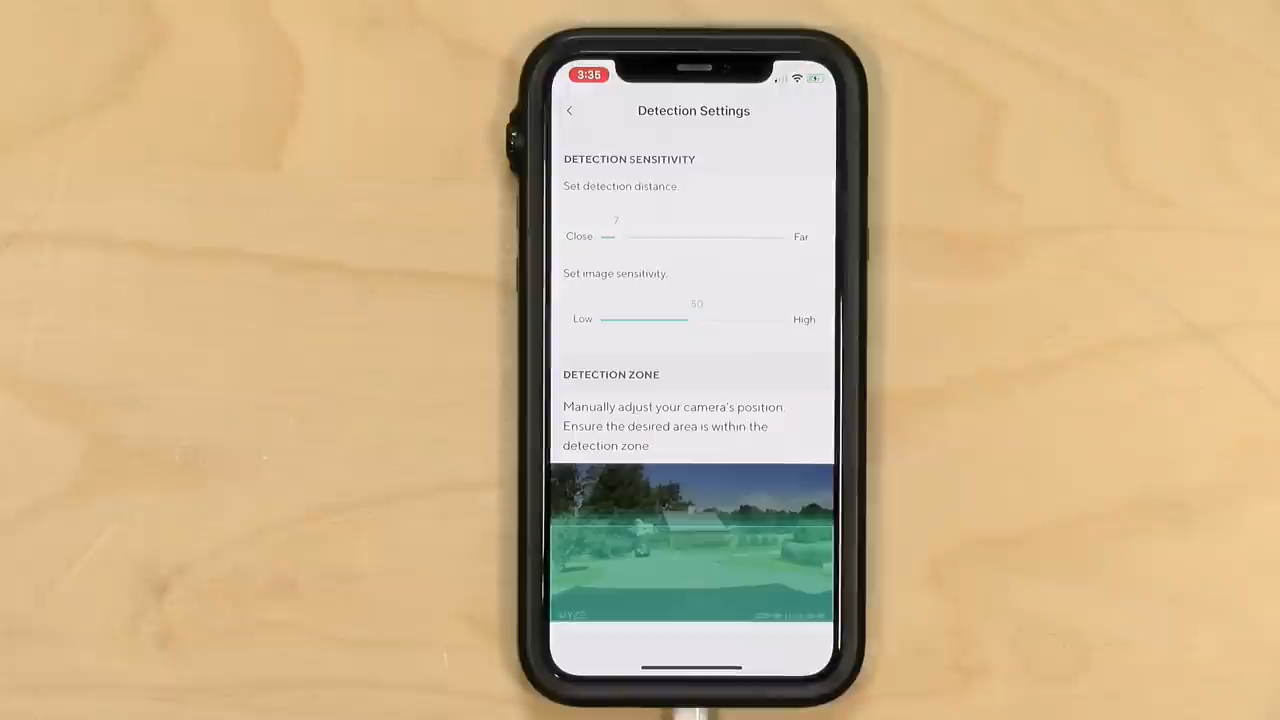 3:35
Detection Settings
DETECTION SENSITIVITY
Set detection distance.
7
Close Far
Set image sensitivity.
50
Low High
DETECTION ZONE
Manually adjust your camera's position.
Ensure the desired area is within the
detection zone